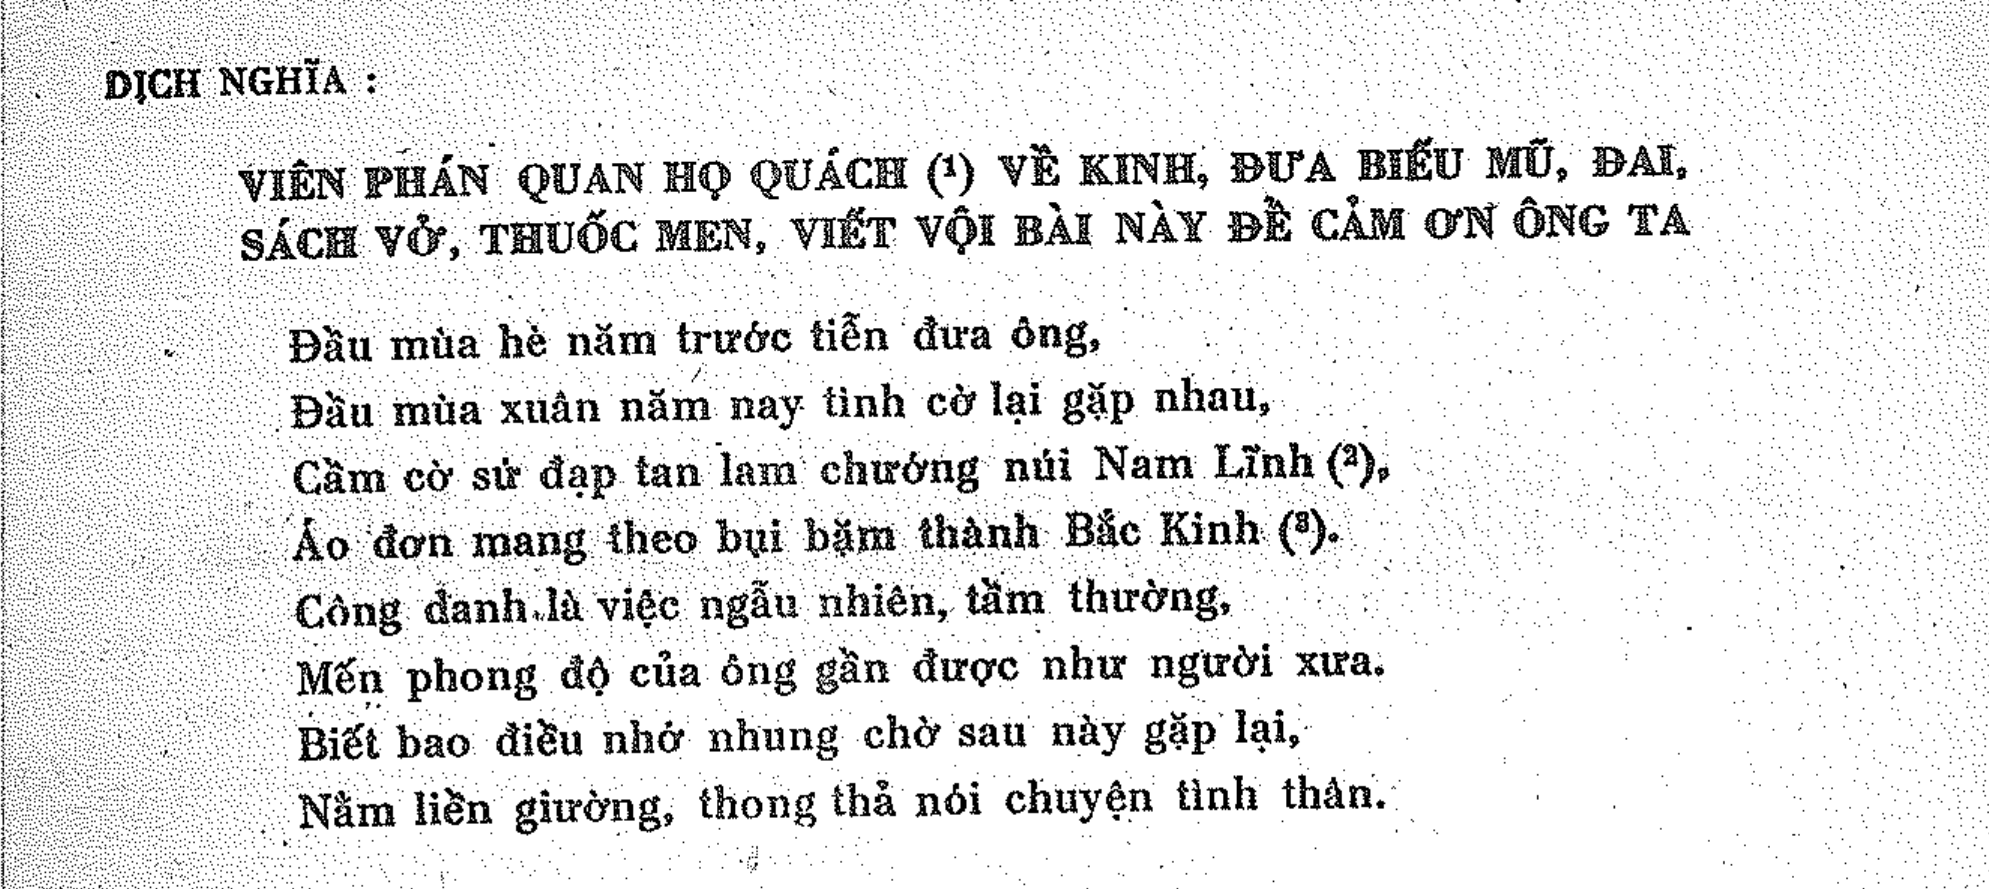 DỊCH NGHĨA :
VIÊN PHÁN QUAN HỌ QUÁCH (1) VỀ KINH, ĐƯA BIẾU MŨ, ĐAI,
SÁCH VỞ, THUỐC MEN, VIẾT VỘI BÀI NÀY ĐỂ CẢM ƠN ÔNG TA
Đầu mùa hè năm trước tiễn đưa ông,
Đầu mùa xuân năm nay tình cờ lại gặp nhau,
Cầm cờ sứ đạp tan lam chướng núi Nam Lĩnh (2),
Áo đơn mang theo bụi bặm thành Bắc Kinh (3).
Công danh là việc ngẫu nhiên, tầm thường,
Mến phong độ của ông gần được như người xưa.
Biết bao điều nhớ nhung chờ sau này gặp lại,
Nằm liền giường, thong thả nói chuyện tình thân.